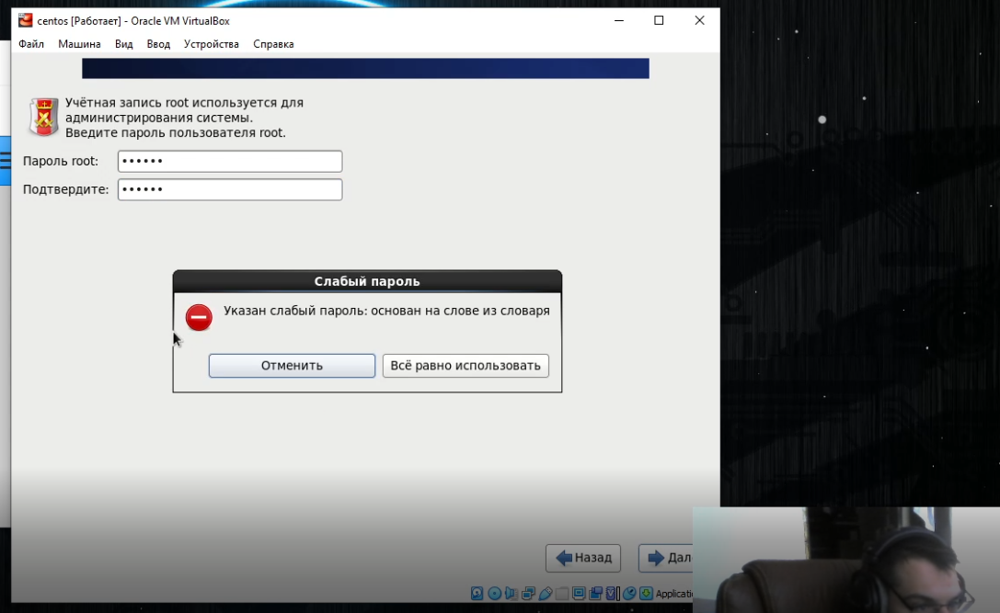 centos [Работает] - Oracle VM VirtualBox
Файл Машина Вид Ввод Устройства Справка
Учётная запись root используется для
администрирования системы.
Введите пароль пользователя root.
Пароль root: ••••••
Подтвердите: ••••••
Слабый пароль
Указан слабый пароль: основан на слове из словаря
Отменить Всё равно использовать
Назад